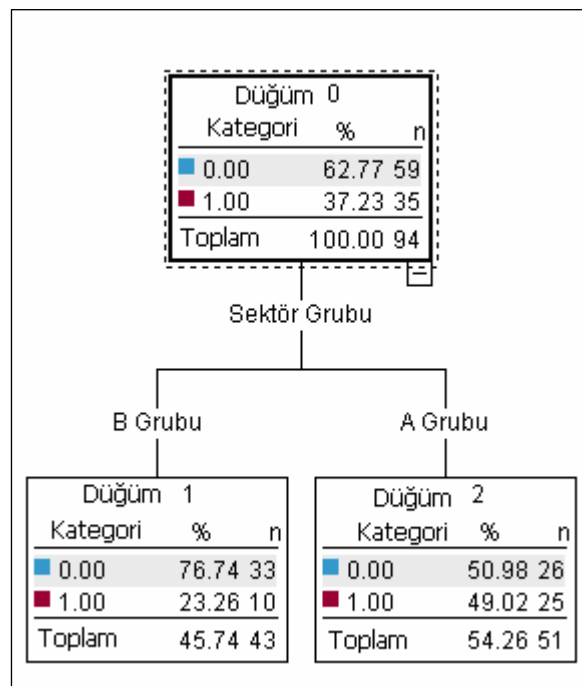 Düğüm 0
Kategori % n
0.00 62.77 59
1.00 37.23 35
Toplam 100.00 94
Sektör Grubu
B Grubu
A Grubu
Düğüm 1
Kategori % n
0.00 76.74 33
1.00 23.26 10
Toplam 45.74 43
Düğüm 2
Kategori % n
0.00 50.98 26
1.00 49.02 25
Toplam 54.26 51